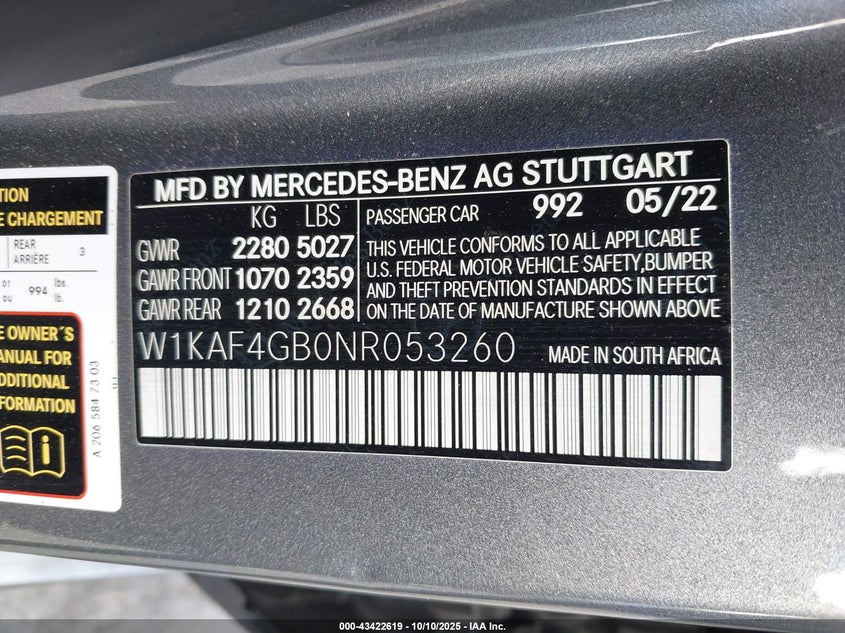 TION
E CHARGEMENT
REAR
ARRIÈRE 3
or
ou 994 lbs.
lb.
E OWNER´S
ANUAL FOR
DDITIONAL
FORMATION
A 206 584 73 03
MFD BY MERCEDES-BENZ AG STUTTGART
KG LBS
GVWR 2280 5027
GAWR FRONT 1070 2359
GAWR REAR 1210 2668
PASSENGER CAR 992 05/22
THIS VEHICLE CONFORMS TO ALL APPLICABLE
U.S. FEDERAL MOTOR VEHICLE SAFETY,BUMPER
AND THEFT PREVENTION STANDARDS IN EFFECT
ON THE DATE OF MANUFACTURE SHOWN ABOVE
W1KAF4GB0NR053260 MADE IN SOUTH AFRICA
000-43422619 - 10/10/2025 - IAA Inc.